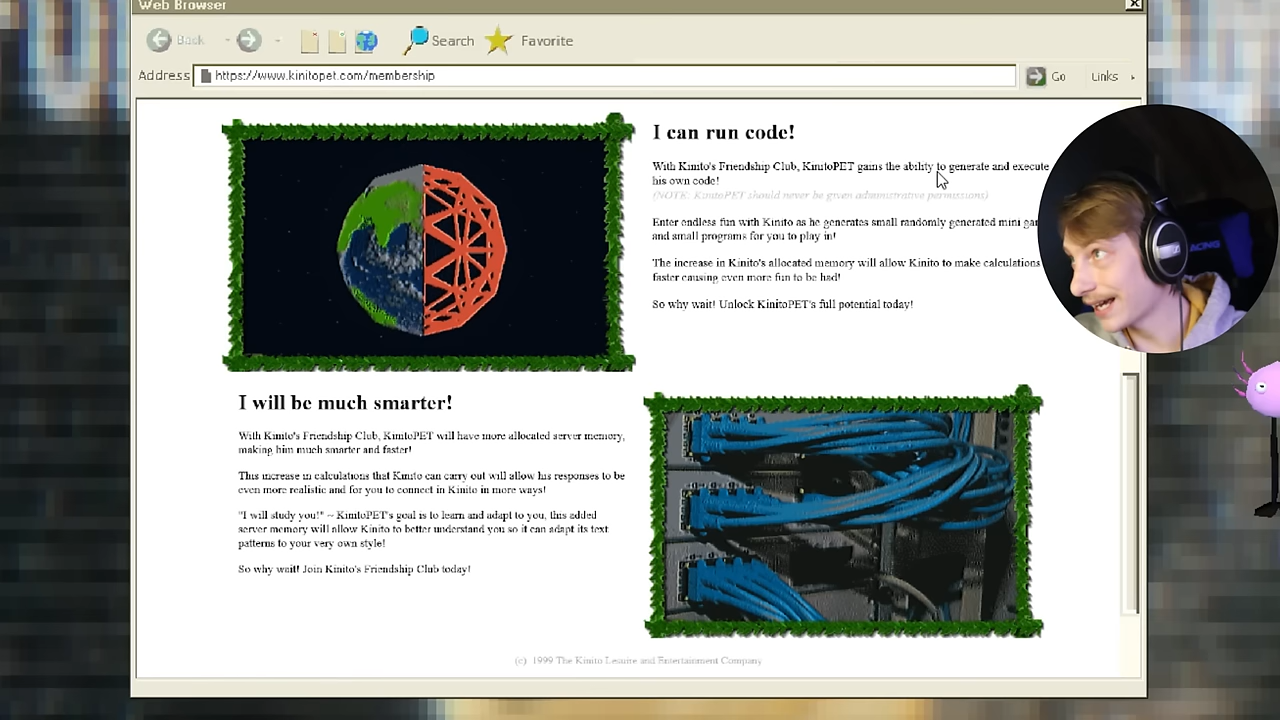 Web Browser
Back
Search
Favorite
Address
https://www.kinitopet.com/membership
Go
Links
I can run code!
With Kinito's Friendship Club, KinitoPET gains the ability to generate and execute
his own code!
(NOTE: KinitoPET should never be given administrative permissions)
Enter endless fun with Kinito as he generates small randomly generated mini
and small programs for you to play in!
The increase in Kinito's allocated memory will allow Kinito to make calculations
faster causing even more fun to be had!
So why wait! Unlock KinitoPET's full potential today!
I will be much smarter!
With Kinito's Friendship Club, KinitoPET will have more allocated server memory,
making him much smarter and faster!
This increase in calculations that Kinito can carry out will allow his responses to be
even more realistic and for you to connect in Kinito in more ways!
"I will study you!" ~ KinitoPET's goal is to learn and adapt to you, this added
server memory will allow Kinito to better understand you so it can adapt its text
patterns to your very own style!
So why wait! Join Kinito's Friendship Club today!
(c) 1999 The Kinito Lesuite and Entertainment Company
RACING